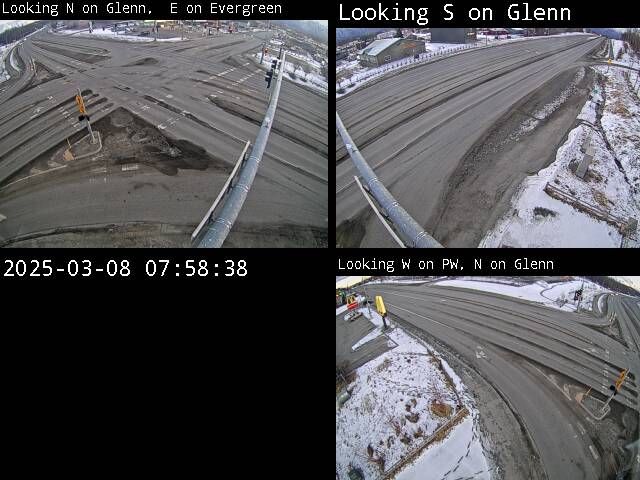 Looking N on Glenn,  E on Evergreen
Looking S on Glenn
2025-03-08 07:58:38
Looking W on PW, N on Glenn